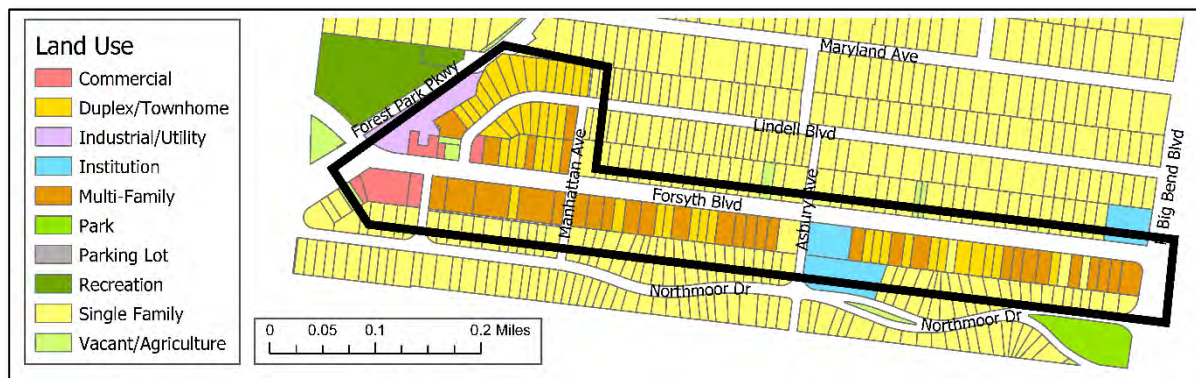 Land Use
Commercial
Duplex/Townhome
Industrial/Utility
Institution
Multi-Family
Park
Parking Lot
Recreation
Single Family
Vacant/Agriculture
Forest Park Pkwy
Maryland Ave
Lindell Blvd
Manhattan Ave
Forsyth Blvd
Asbury Ave
Big Bend Blvd
Northmoor Dr
Northmoor Dr
0 0.05 0.1 0.2 Miles